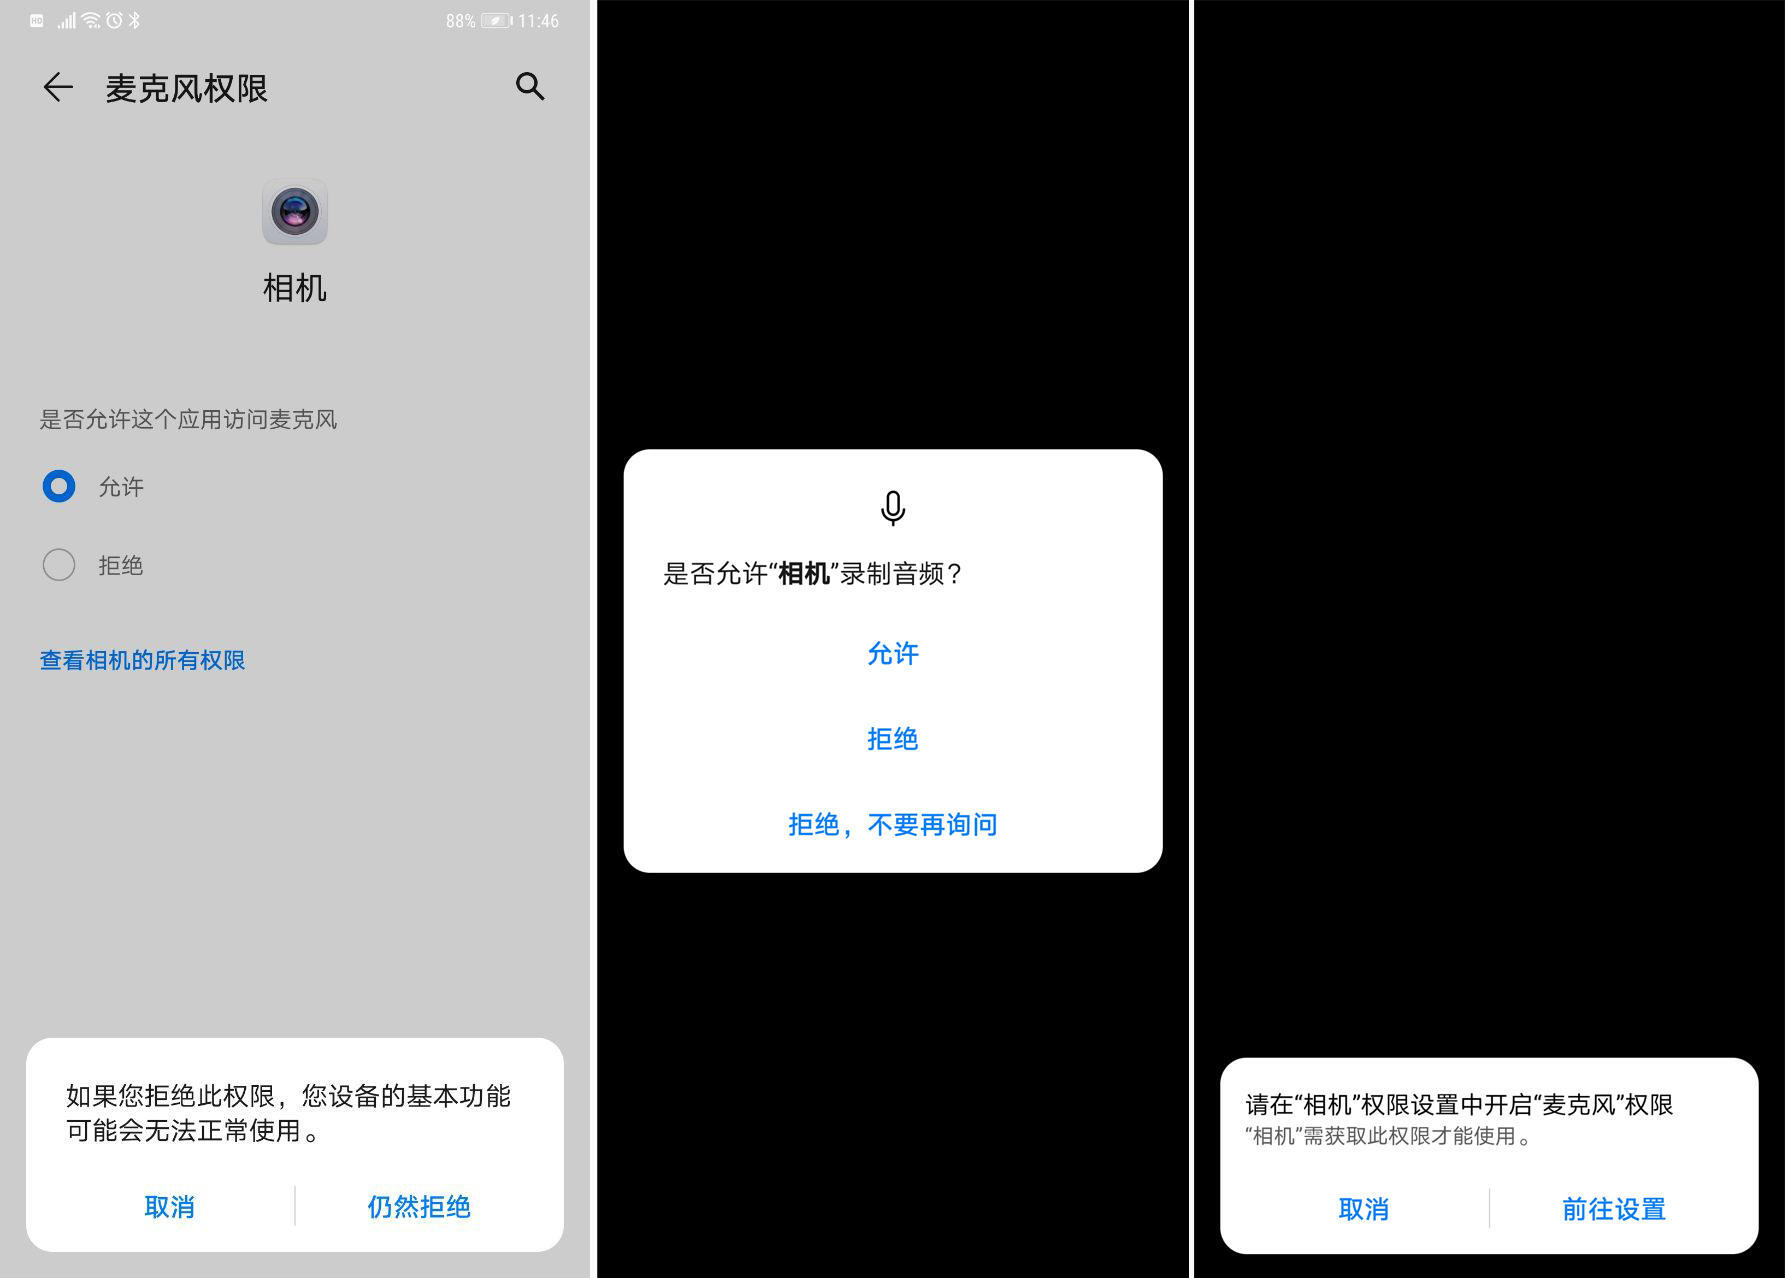 HD
88%
11:46
麦克风权限
相机
是否允许这个应用访问麦克风
允许
拒绝
查看相机的所有权限
如果您拒绝此权限，您设备的基本功能
可能会无法正常使用。
取消
仍然拒绝
是否允许“相机”录制音频？
允许
拒绝
拒绝，不要再询问
请在“相机”权限设置中开启“麦克风”权限
“相机”需获取此权限才能使用。
取消
前往设置